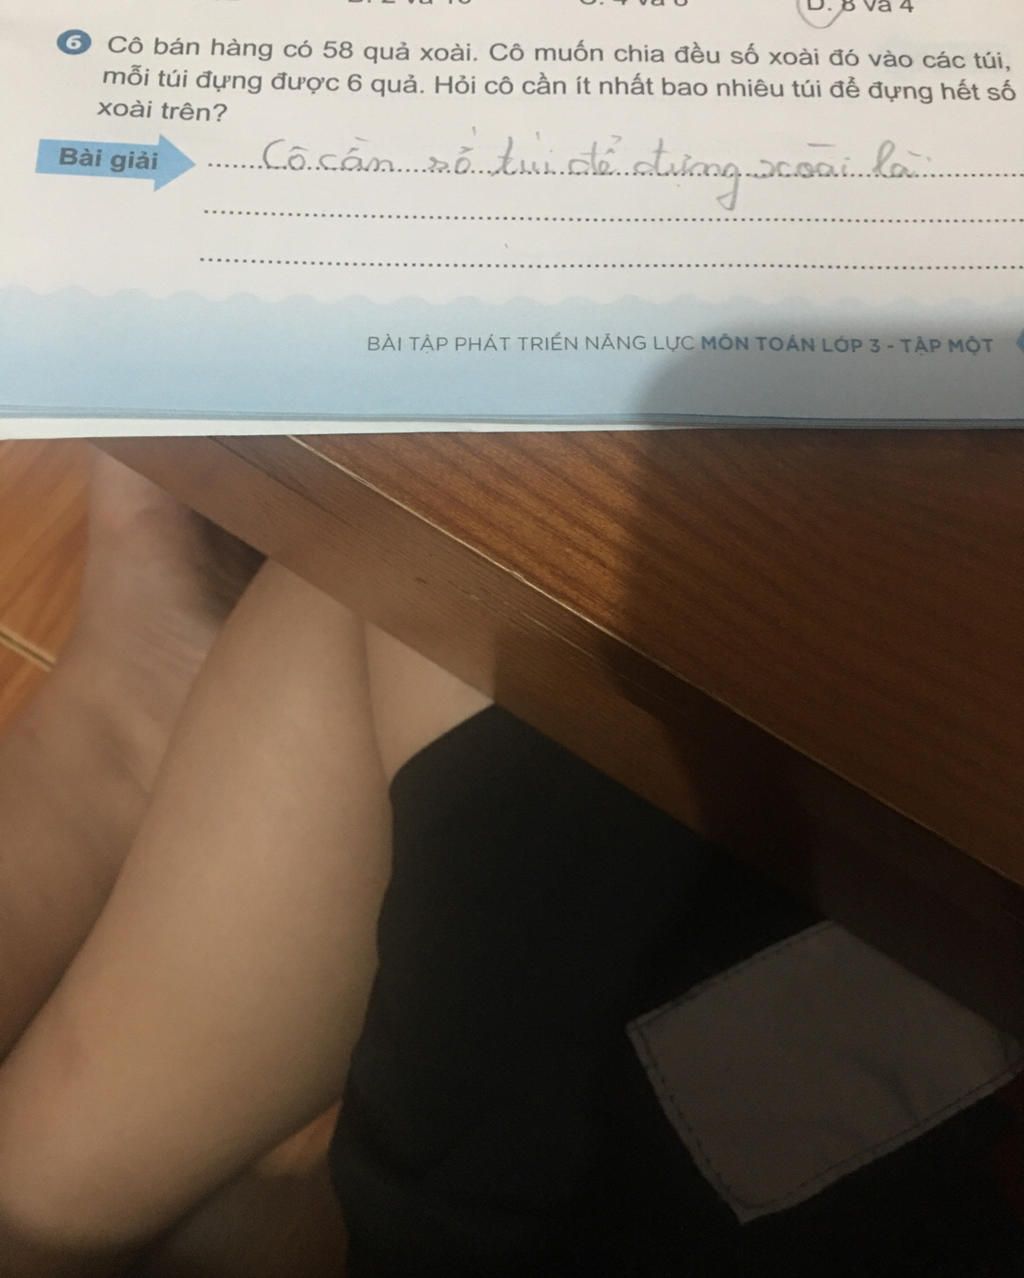 D. 8 và 4
6 Cô bán hàng có 58 quả xoài. Cô muốn chia đều số xoài đó vào các túi,
mỗi túi đựng được 6 quả. Hỏi cô cần ít nhất bao nhiêu túi để đựng hết số
xoài trên?
Bài giải Cô cần số túi để đựng xoài là:
BÀI TẬP PHÁT TRIỂN NĂNG LỰC MÔN TOÁN LỚP 3 - TẬP MỘT